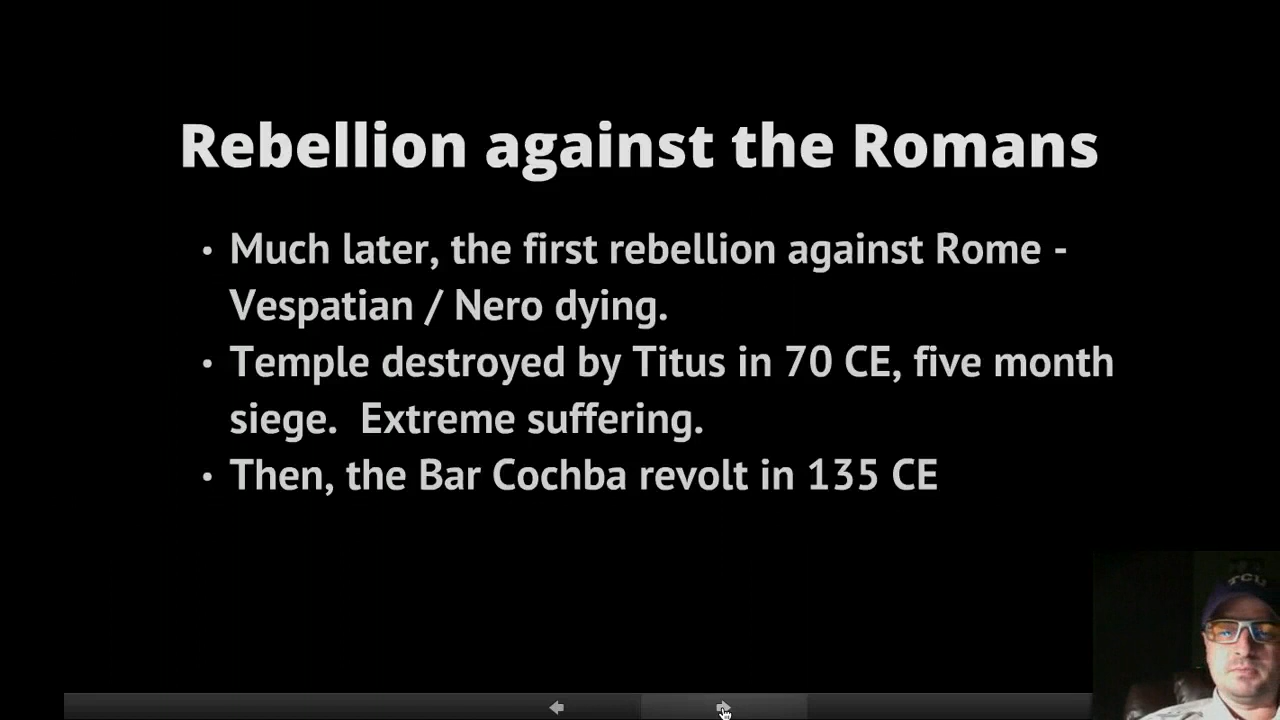 Rebellion against the Romans
• Much later, the first rebellion against Rome -
Vespatian / Nero dying.
• Temple destroyed by Titus in 70 CE, five month
siege.  Extreme suffering.
• Then, the Bar Cochba revolt in 135 CE
TCU